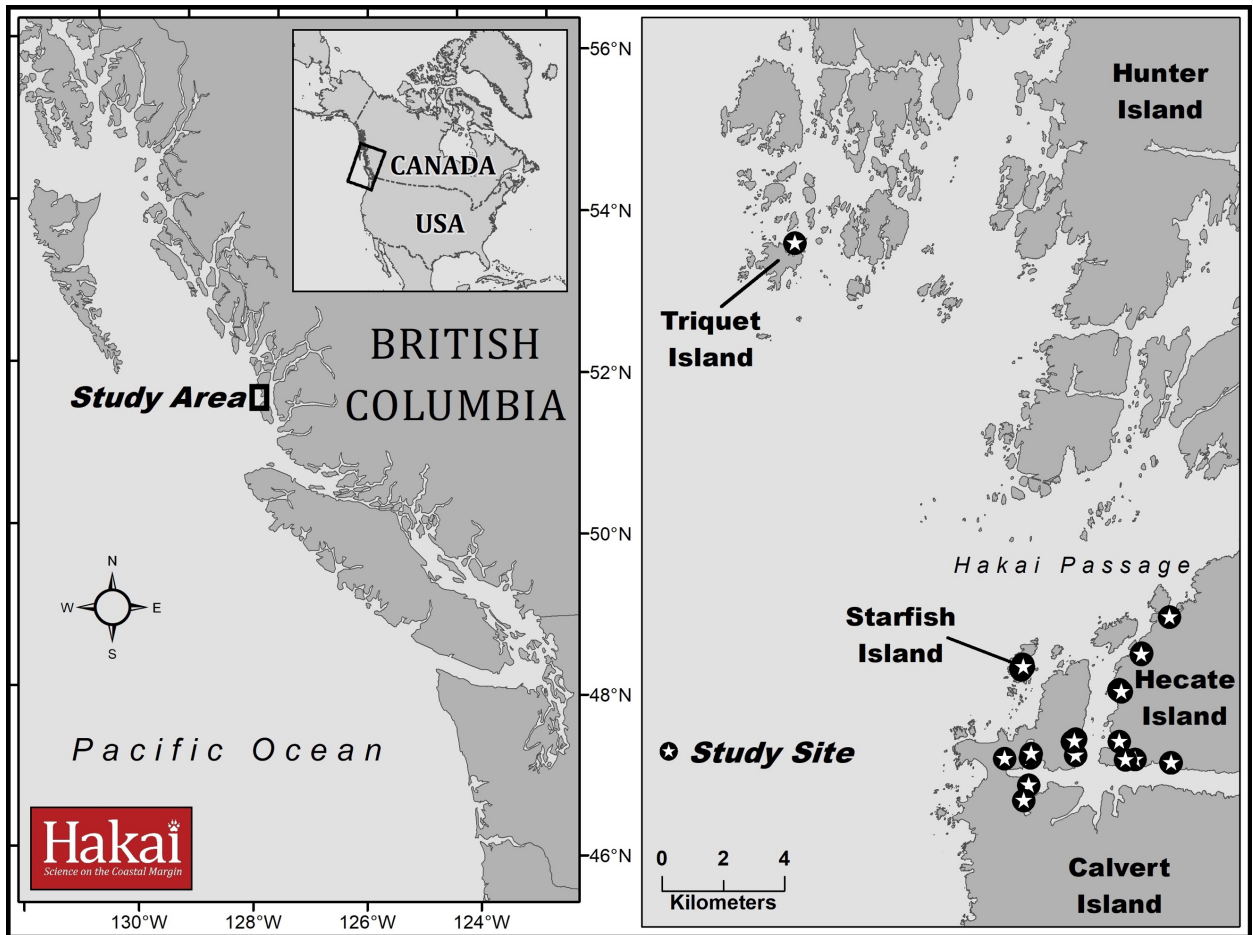 CANADA
USA
BRITISH
COLUMBIA
Study Area
N
W
E
S
Pacific Ocean
Hakai
Science on the Coastal Margin
56°N
54°N
52°N
50°N
48°N
46°N
130°W
128°W
126°W
124°W
Hunter
Island
Triquet
Island
Hakai Passage
Starfish
Island
Hecate
Island
Study Site
Calvert
Island
0 2 4
Kilometers